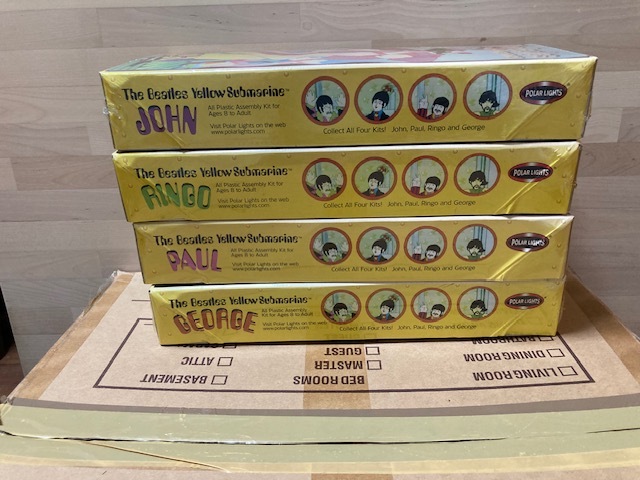 The Beatles Yellow Submarine™
JOHN
All Plastic Assembly Kit for
Ages 8 to Adult
Visit Polar Lights on the web
www.polarlights.com
Collect All Four Kits! John, Paul, Ringo and George
POLAR LIGHTS
The Beatles Yellow Submarine™
RINGO
All Plastic Assembly Kit for
Ages 8 to Adult
Visit Polar Lights on the web
www.polarlights.com
Collect All Four Kits! John, Paul, Ringo and George
POLAR LIGHTS
The Beatles Yellow Submarine™
PAUL
All Plastic Assembly Kit for
Ages 8 to Adult
Visit Polar Lights on the web
www.polarlights.com
Collect All Four Kits! John, Paul, Ringo and George
POLAR LIGHTS
The Beatles Yellow Submarine™
GEORGE
All Plastic Assembly
Kit for Ages 8 to Adult
Visit Polar Lights on the web
www.polarlights.com
Collect All Four Kits! John, Paul, Ringo and George
POLAR LIGHTS
BATHROOM
DINING ROOM
LIVING ROOM
GUEST
MASTER
BED ROOMS
ATTIC
BASEMENT